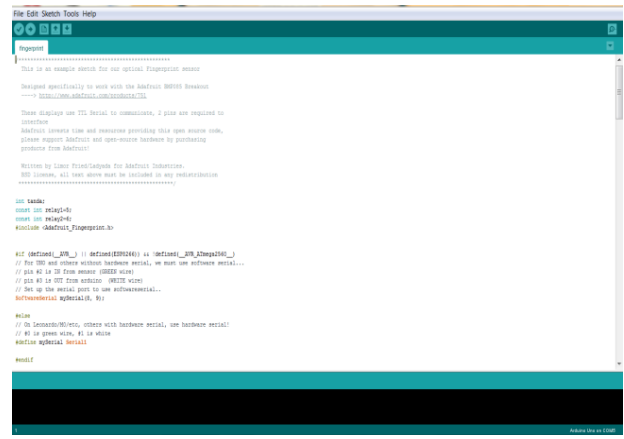 File Edit Sketch Tools Help
fingerprint
/***************************************************
This is an example sketch for our optical Fingerprint sensor
Designed specifically to work with the Adafruit BMP085 Breakout
----> http://www.adafruit.com/products/751
These displays use TTL Serial to communicate, 2 pins are required to
interface
Adafruit invests time and resources providing this open source code,
please support Adafruit and open-source hardware by purchasing
products from Adafruit!
Written by Limor Fried/Ladyada for Adafruit Industries.
BSD license, all text above must be included in any redistribution
****************************************************/
int tanda;
const int relay1=5;
const int relay2=6;
#include <Adafruit_Fingerprint.h>
#if (defined(__AVR__) || defined(ESP8266)) && !defined(__AVR_ATmega2560__)
// For UNO and others without hardware serial, we must use software serial...
// pin #2 is IN from sensor (GREEN wire)
// pin #3 is OUT from arduino (WHITE wire)
// Set up the serial port to use softwareserial..
SoftwareSerial mySerial(8, 9);
#else
// On Leonardo/M0/etc, others with hardware serial, use hardware serial!
// #0 is green wire, #1 is white
#define mySerial Serial1
#endif
1
Arduino Uno on